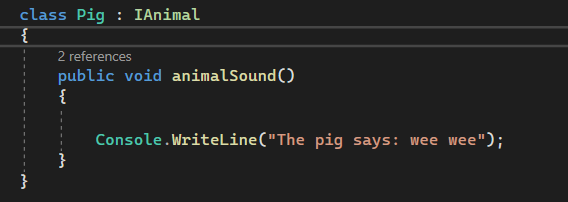 class Pig : IAnimal
{
2 references
public void animalSound()
{
Console.WriteLine("The pig says: wee wee");
}
}